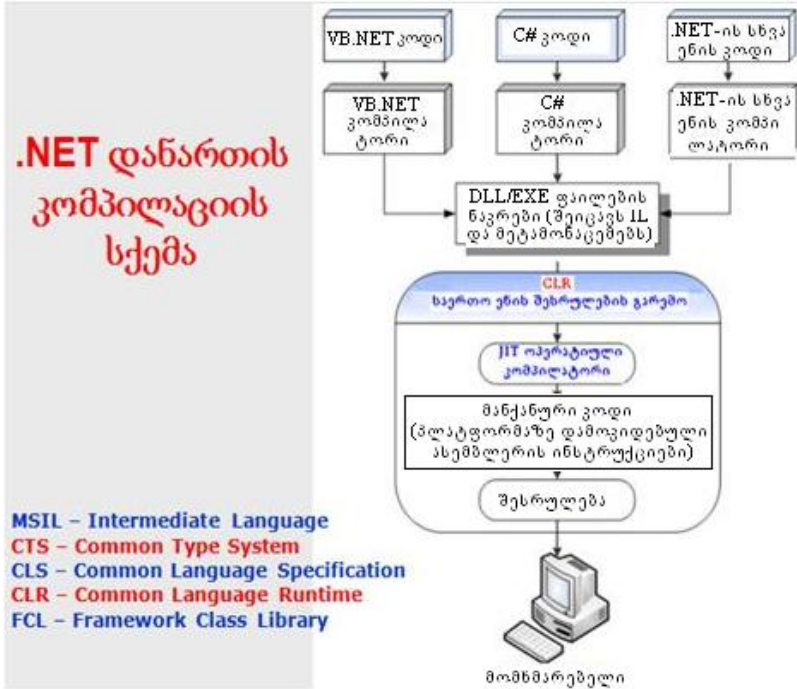 .NET დანართის
კომპილაციის
სქემა
MSIL – Intermediate Language
CTS – Common Type System
CLS – Common Language Specification
CLR – Common Language Runtime
FCL – Framework Class Library
VB.NET კოდი
C# კოდი
.NET-ის სხვა
ენის კოდი
VB.NET
კომპილა
ტორი
C#
კომპილა
ტორი
.NET-ის სხვა
ენის კომპი
ლატორი
DLL/EXE ფაილების
ნაკრები (შეიცავს IL
და მეტამონაცემებს)
CLR
საერთო ენის შესრულების გარემო
JIT ოპერატიული
კომპილატორი
მანქანური კოდი
(პლატფორმაზე დამოკიდებული
ასემბლერის ინსტრუქციები)
შესრულება
მომხმარებელი